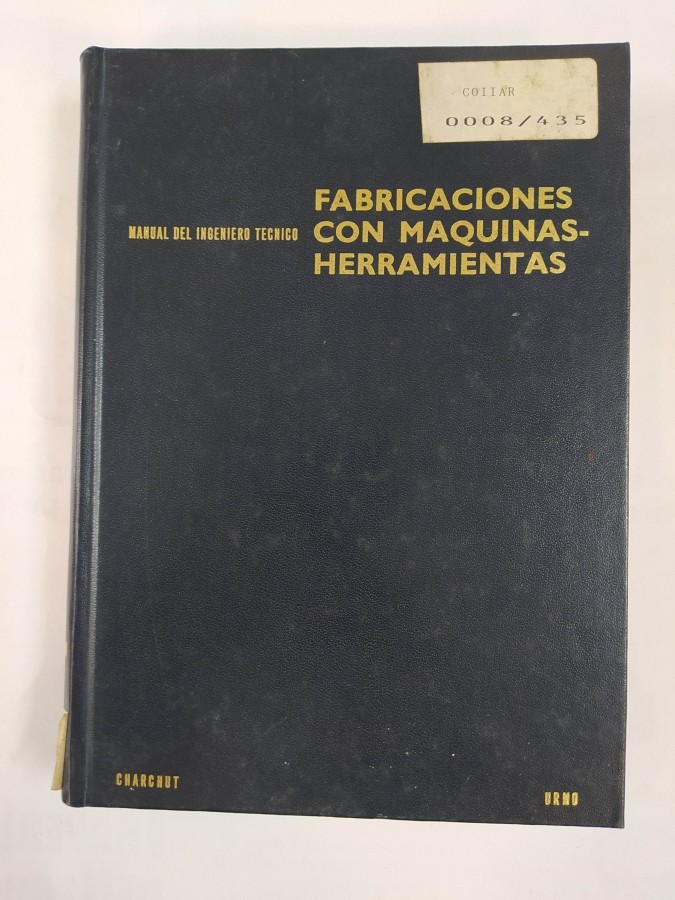 COIIAR
0008/435
FABRICACIONES
MANUAL DEL INGENIERO TECNICO CON MAQUINAS-
HERRAMIENTAS
CHARCHUT
URMO